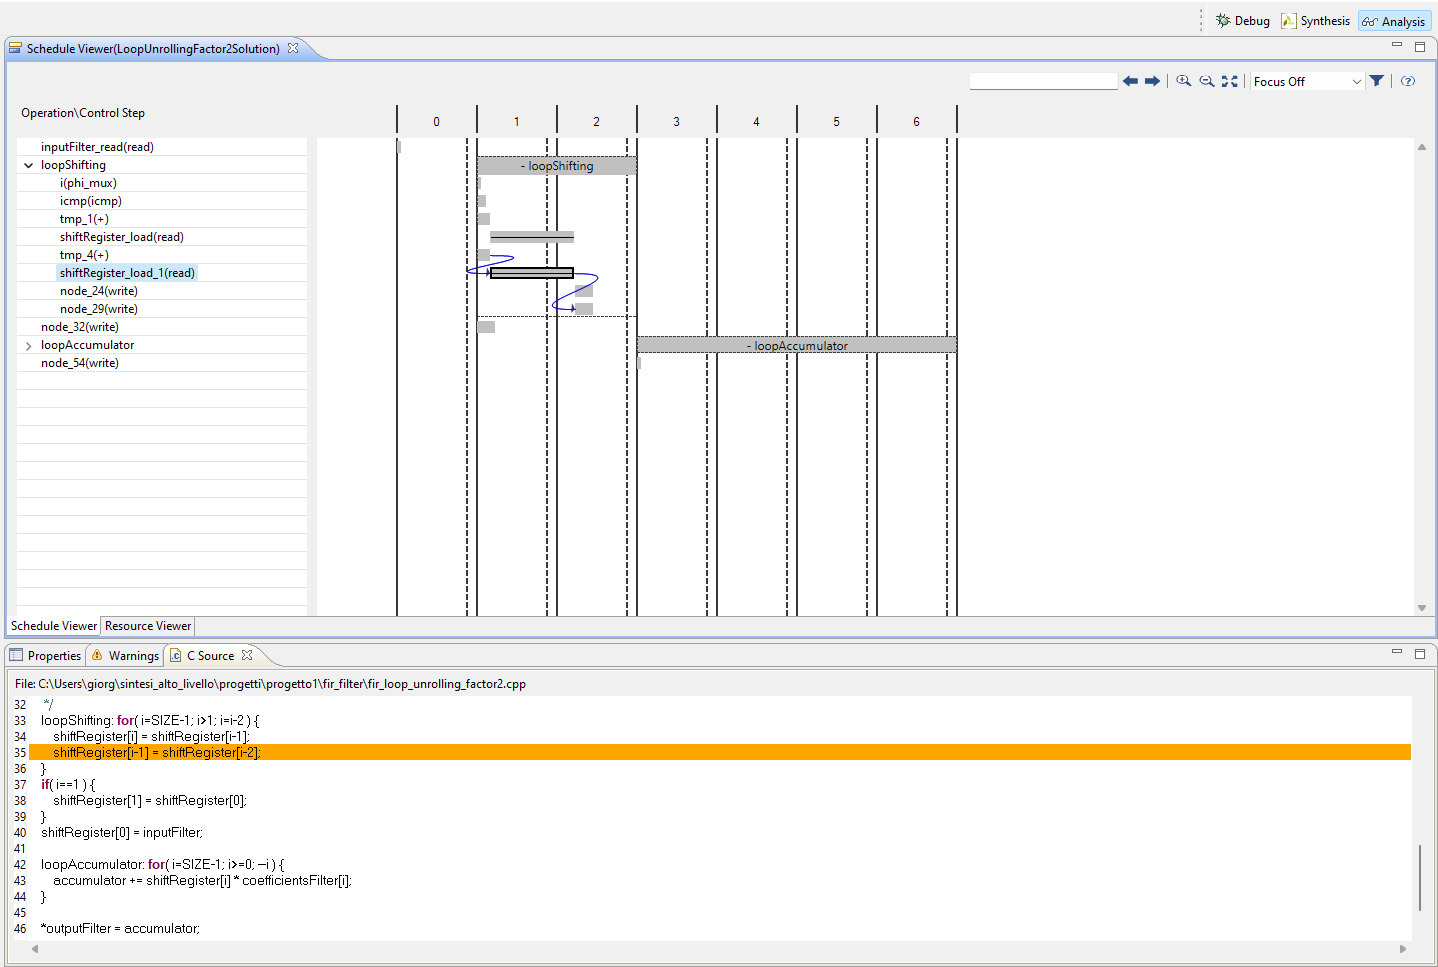 Debug Synthesis Analysis
Schedule Viewer(LoopUnrollingFactor2Solution)
Focus Off
Operation\Control Step 0 1 2 3 4 5 6
inputFilter_read(read)
loopShifting - loopShifting
i(phi_mux)
icmp(icmp)
tmp_1(+)
shiftRegister_load(read)
tmp_4(+)
shiftRegister_load_1(read)
node_24(write)
node_29(write)
node_32(write)
loopAccumulator - loopAccumulator
node_54(write)
Schedule Viewer Resource Viewer
Properties Warnings C Source
File: C:\Users\giorg\sintesi_alto_livello\progetti\progetto1\fir_filter\fir_loop_unrolling_factor2.cpp
32 */
33 loopShifting: for( i=SIZE-1; i>1; i=i-2 ) {
34 shiftRegister[i] = shiftRegister[i-1];
35 shiftRegister[i-1] = shiftRegister[i-2];
36 }
37 if( i==1 ) {
38 shiftRegister[1] = shiftRegister[0];
39 }
40 shiftRegister[0] = inputFilter;
41
42 loopAccumulator: for( i=SIZE-1; i>=0; --i ) {
43 accumulator += shiftRegister[i] * coefficientsFilter[i];
44 }
45
46 *outputFilter = accumulator;